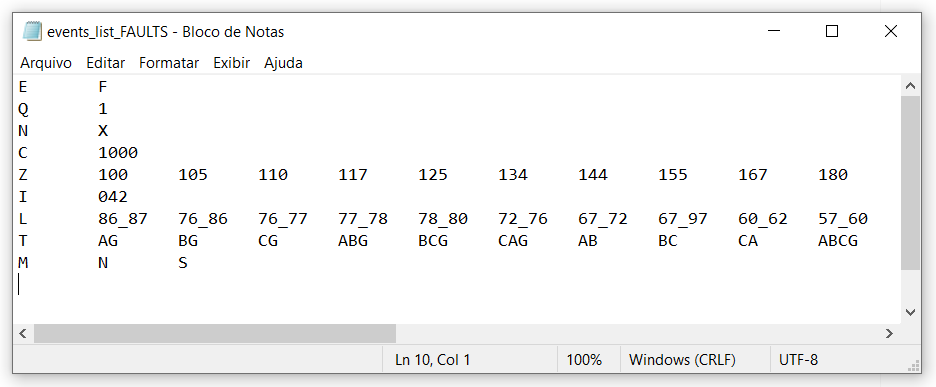 events_list_FAULTS - Bloco de Notas
Arquivo Editar Formatar Exibir Ajuda
E F
Q 1
N X
C 1000
Z 100 105 110 117 125 134 144 155 167 180
I 042
L 86_87 76_86 76_77 77_78 78_80 72_76 67_72 67_97 60_62 57_60
T AG BG CG ABG BCG CAG AB BC CA ABCG
M N S
Ln 10, Col 1 100% Windows (CRLF) UTF-8